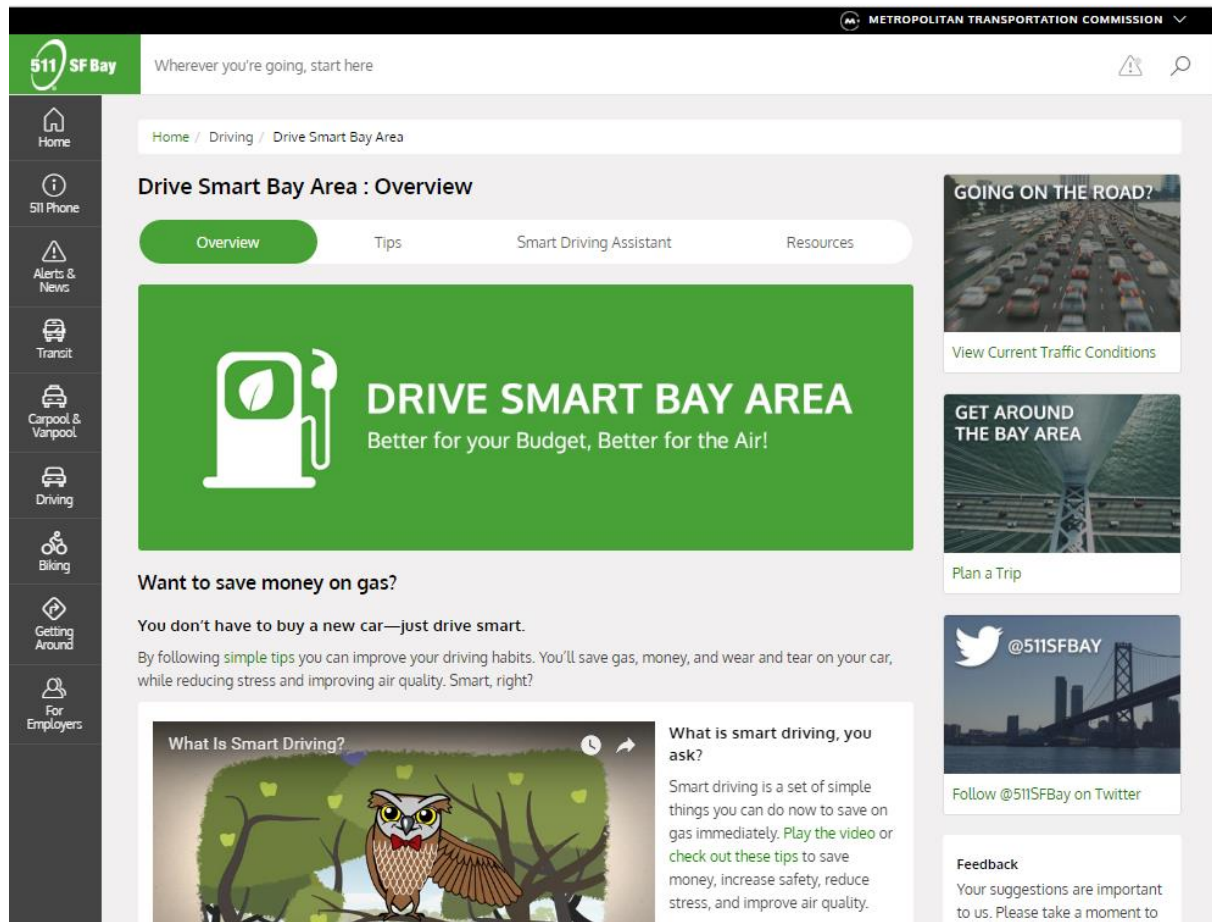 METROPOLITAN TRANSPORTATION COMMISSION
511 SF Bay
Wherever you're going, start here
Home
511 Phone
Alerts &
News
Transit
Carpool &
Vanpool
Driving
Biking
Getting
Around
For
Employers
Home / Driving / Drive Smart Bay Area
Drive Smart Bay Area : Overview
Overview
Tips
Smart Driving Assistant
Resources
DRIVE SMART BAY AREA
Better for your Budget, Better for the Air!
Want to save money on gas?
You don't have to buy a new car—just drive smart.
By following simple tips you can improve your driving habits. You'll save gas, money, and wear and tear on your car,
while reducing stress and improving air quality. Smart, right?
What Is Smart Driving?
What is smart driving, you
ask?
Smart driving is a set of simple
things you can do now to save on
gas immediately. Play the video or
check out these tips to save
money, increase safety, reduce
stress, and improve air quality.
GOING ON THE ROAD?
View Current Traffic Conditions
GET AROUND
THE BAY AREA
Plan a Trip
@511SFBAY
Follow @511SFBay on Twitter
Feedback
Your suggestions are important
to us. Please take a moment to